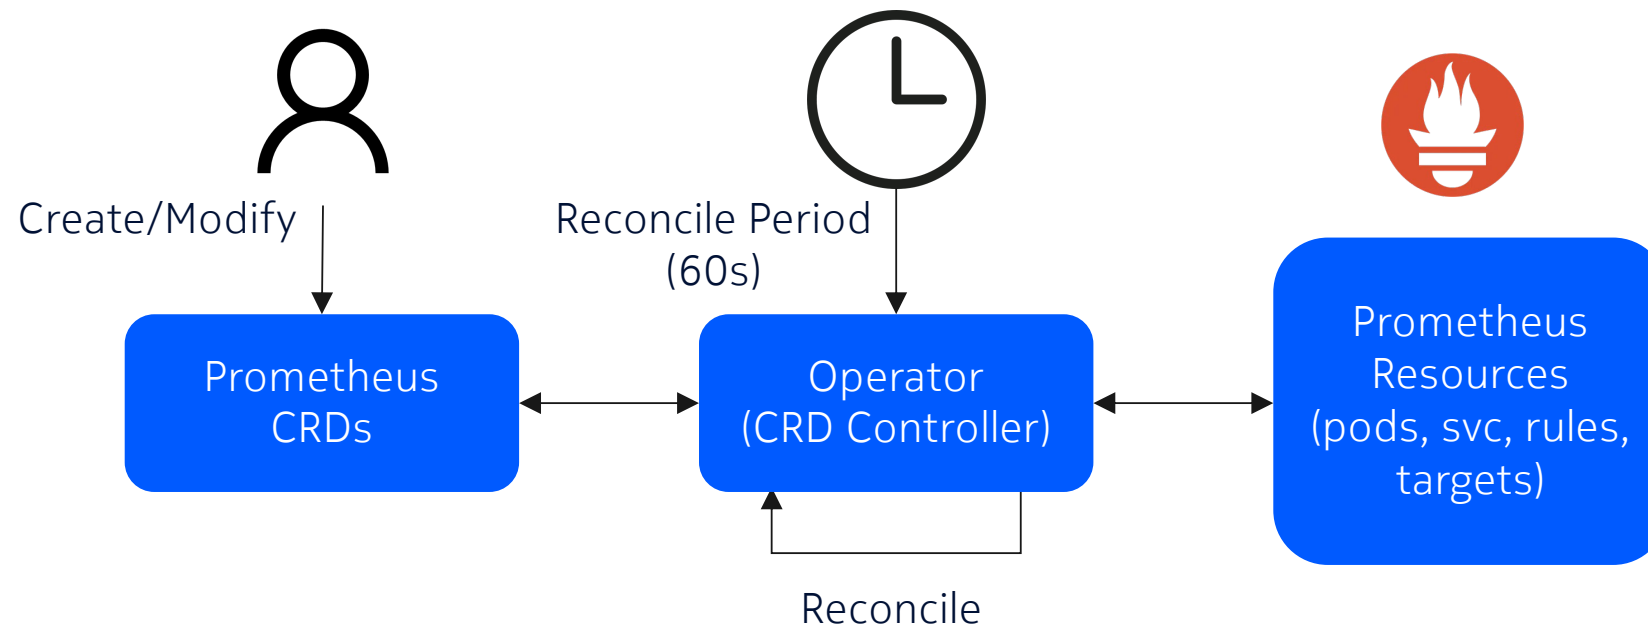 Create/Modify
Reconcile Period
(60s)
Prometheus
CRDs
Operator
(CRD Controller)
Prometheus
Resources
(pods, svc, rules,
targets)
Reconcile